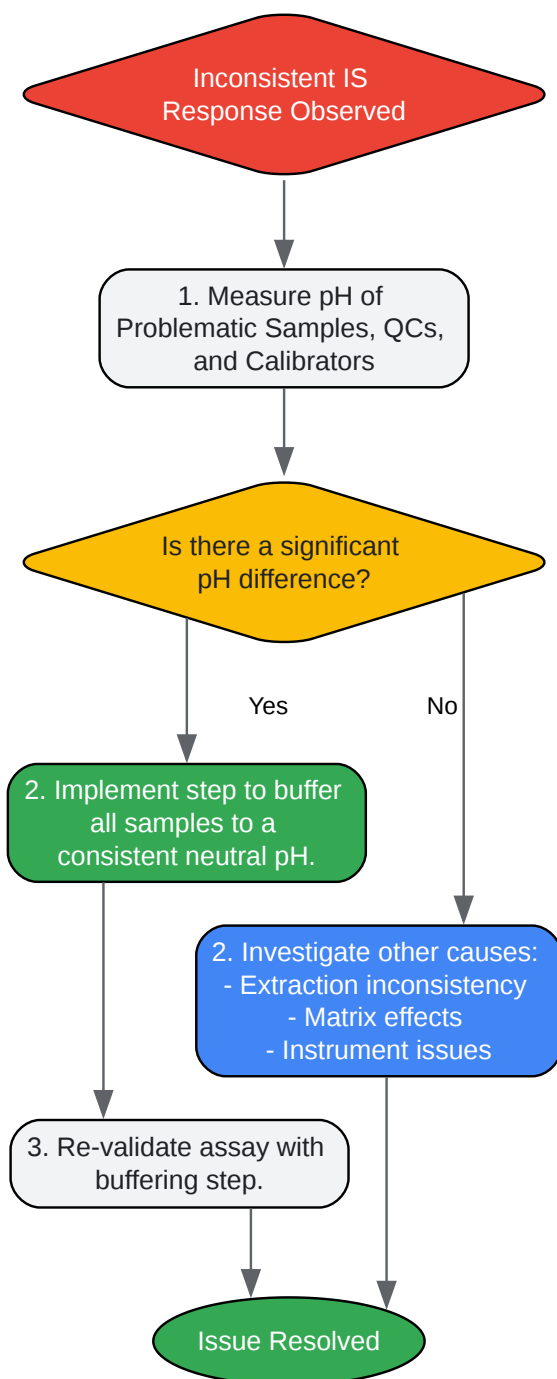 Inconsistent IS
Response Observed
1. Measure pH of
Problematic Samples, QCs,
and Calibrators
Is there a significant
pH difference?
Yes
No
2. Implement step to buffer
all samples to a
consistent neutral pH.
2. Investigate other causes:
- Extraction inconsistency
- Matrix effects
- Instrument issues
3. Re-validate assay with
buffering step.
Issue Resolved